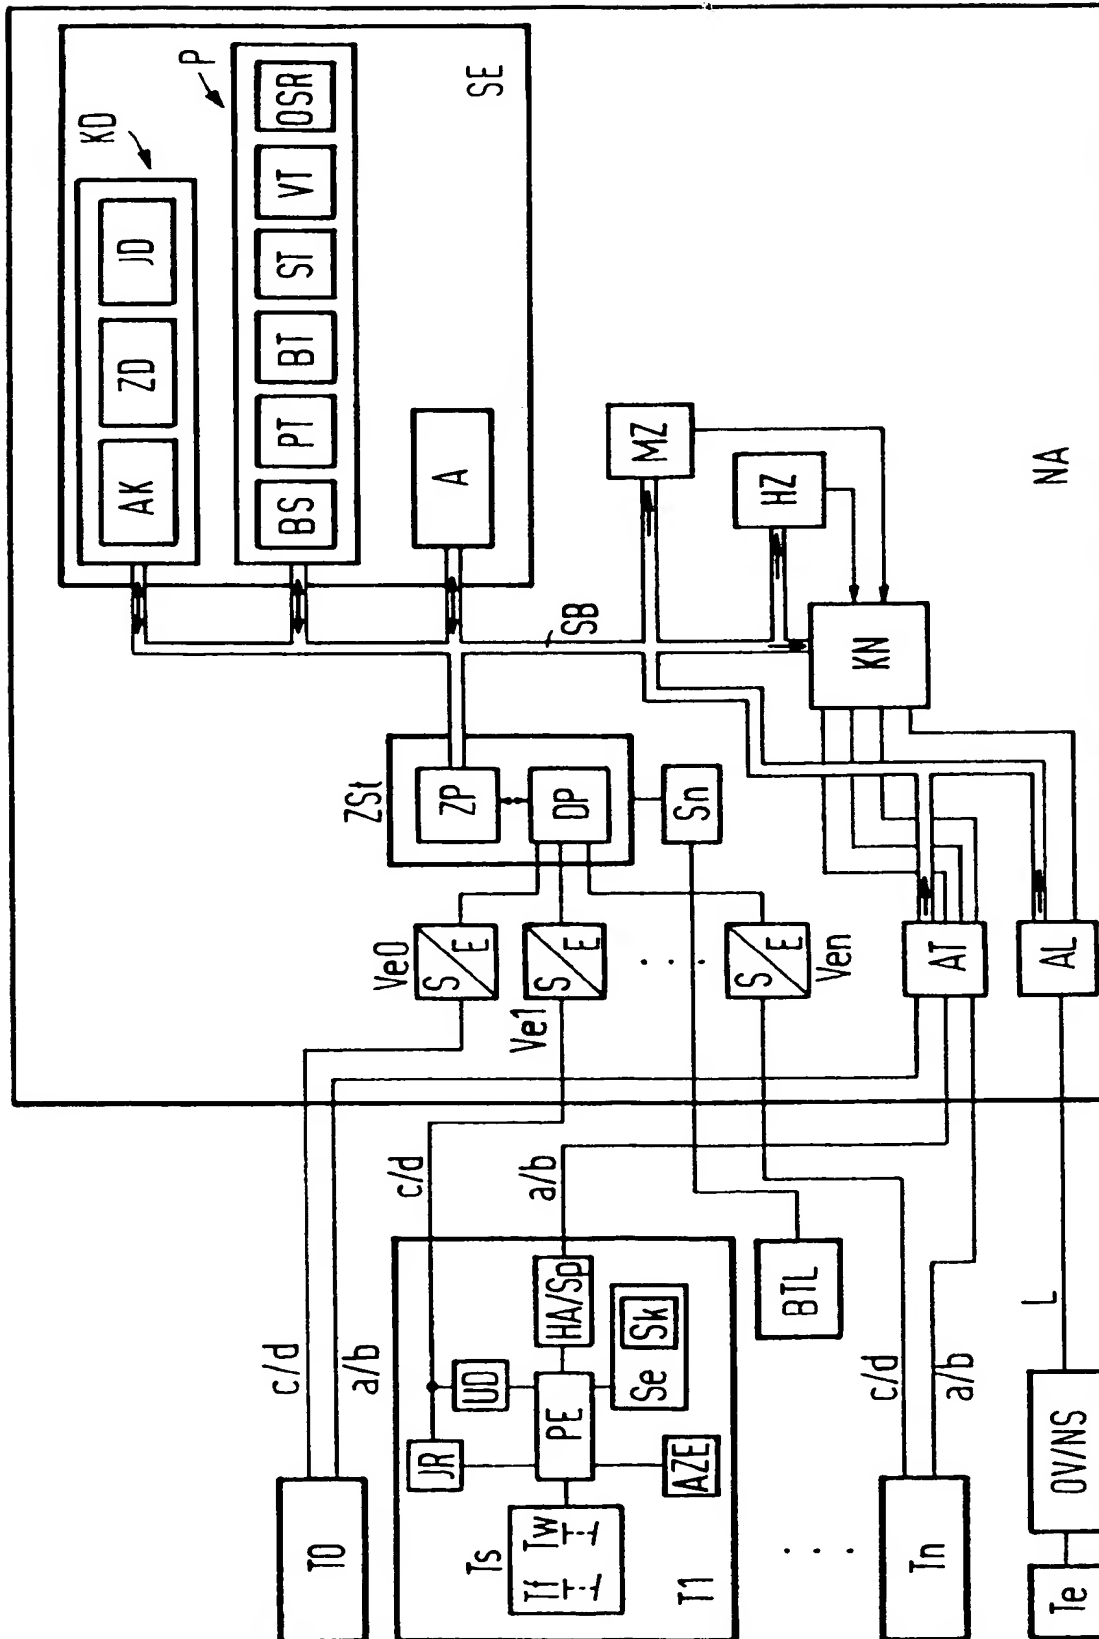 KD
AK
ZD
JD
P
BS
PT
BT
ST
VT
OSR
SE
A
SB
ZSt
ZP
DP
MZ
HZ
KN
NA
Sn
Ve0
S/E
Ve1
S/E
. . . .
Ven
S/E
AT
AL
c/d
a/b
c/d
a/b
c/d
a/b
L
T0
JR
UD
PE
HA/Sp
Se
Sk
AZE
Ts
Tf
Tw
T1
BTL
. . . .
Tn
OV/NS
Te